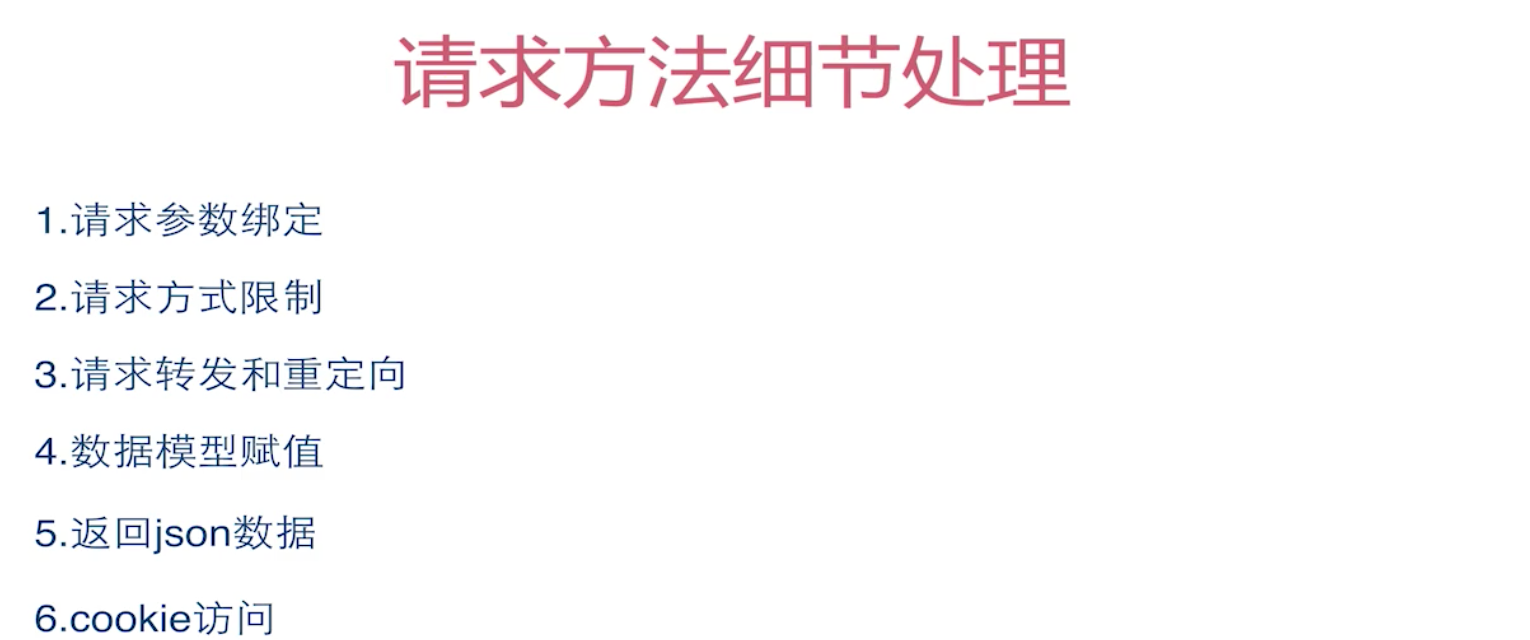 请求方法细节处理
1.请求参数绑定
2.请求方式限制
3.请求转发和重定向
4.数据模型赋值
5.返回json数据
6.cookie访问